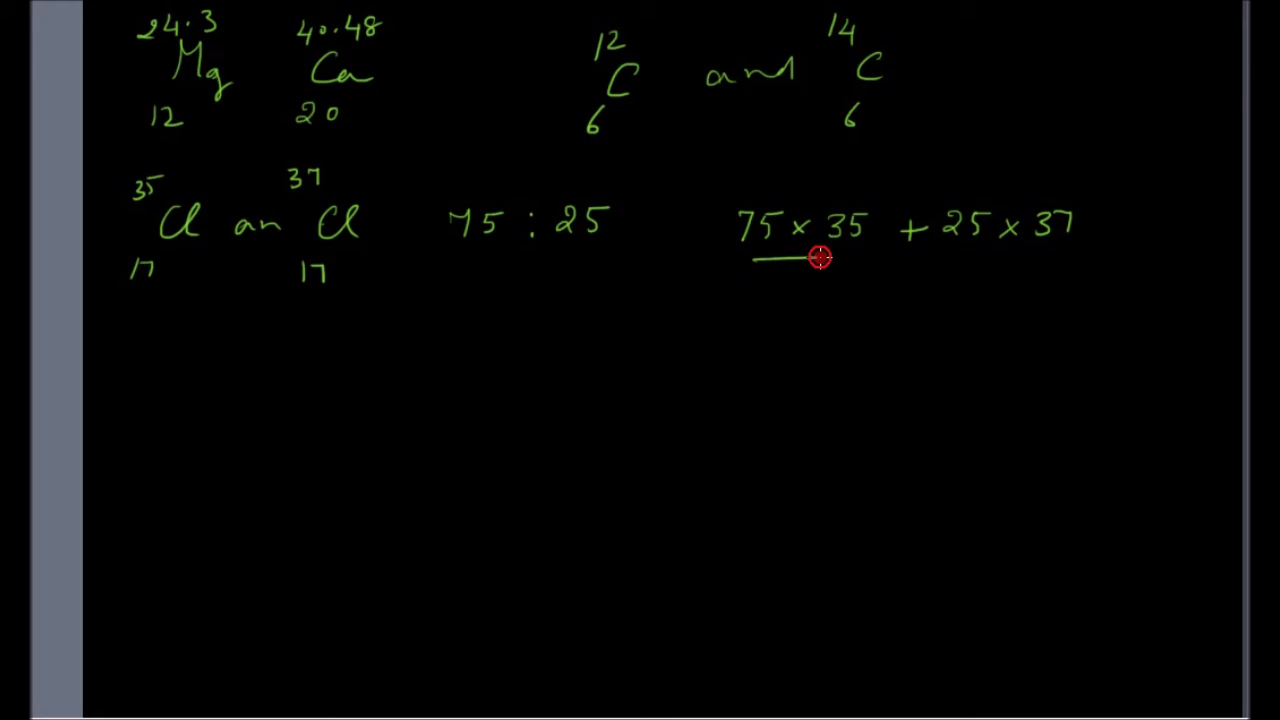 24.3 40.48 12 14
Mg Ca C and C
12 20 6 6
35 37
Cl an Cl 75 : 25 75 × 35 + 25 × 37
17 17